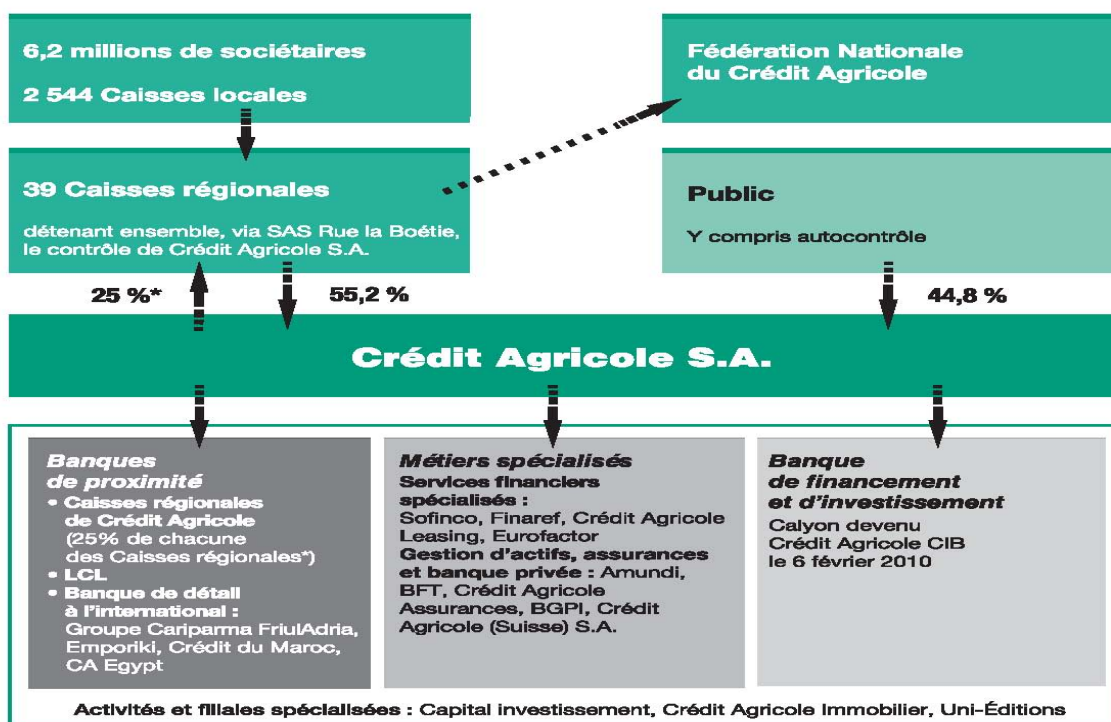 6,2 millions de sociétaires
2 544 Caisses locales
Fédération Nationale
du Crédit Agricole
39 Caisses régionales
détenant ensemble, via SAS Rue la Boétie,
le contrôle de Crédit Agricole S.A.
Public
Y compris autocontrôle
25 %*
55,2 %
44,8 %
Crédit Agricole S.A.
Banques
de proximité
• Caisses régionales
de Crédit Agricole
(25% de chacune
des Caisses régionales*)
• LCL
• Banque de détail
à l'international :
Groupe Cariparma FriulAdria,
Emporiki, Crédit du Maroc,
CA Egypt
Métiers spécialisés
Services financiers
spécialisés :
Sofinco, Finaref, Crédit Agricole
Leasing, Eurofactor
Gestion d'actifs, assurances
et banque privée : Amundi,
BFT, Crédit Agricole
Assurances, BGPI, Crédit
Agricole (Suisse) S.A.
Banque
de financement
et d'investissement
Calyon devenu
Crédit Agricole CIB
le 6 février 2010
Activités et filiales spécialisées : Capital investissement, Crédit Agricole Immobilier, Uni-Éditions